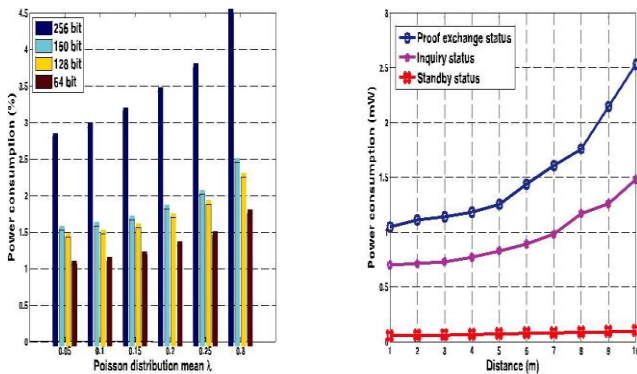 4.5
4
3.5
3
2.5
2
1.5
1
0.5
0
Power consumption (%)
256 bit
160 bit
128 bit
64 bit
0.05 0.1 0.15 0.2 0.25 0.3
Poisson distribution mean λ
3
2.5
2
1.5
1
0.5
0
Power consumption (mW)
Proof exchange status
Inquiry status
Standby status
1 2 3 4 5 6 7 8 9 10
Distance (m)